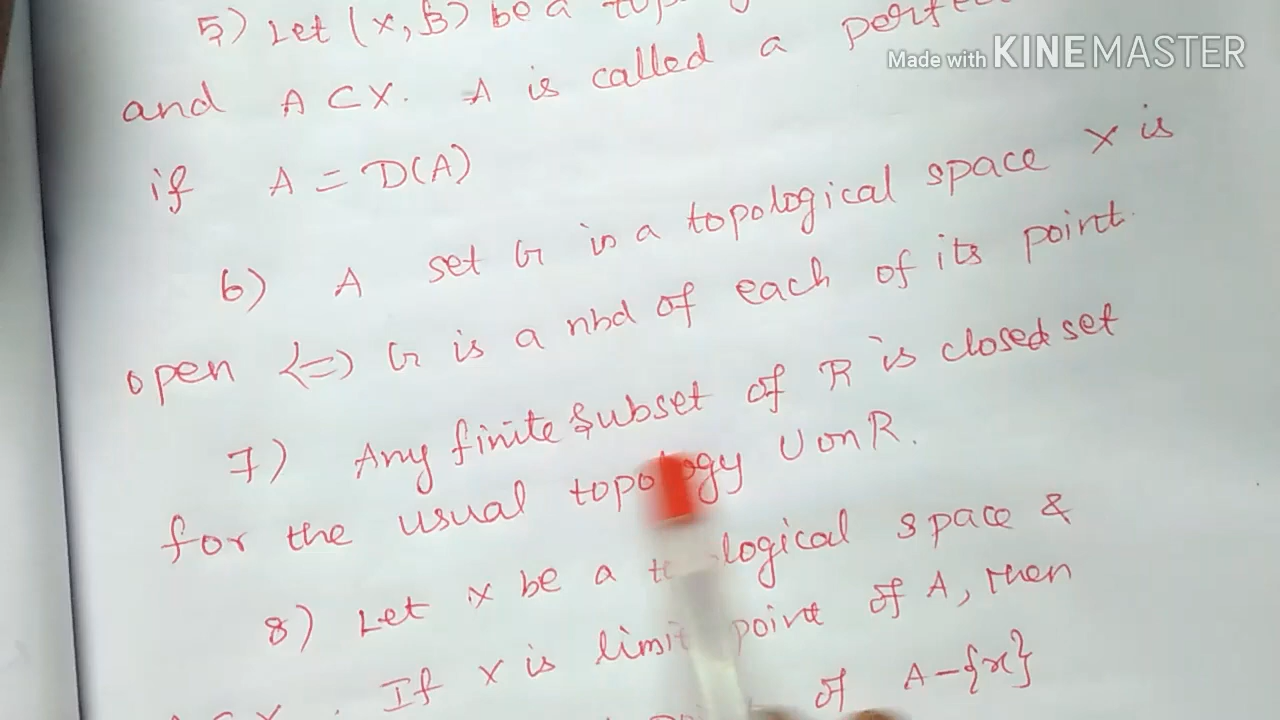 5) Let (X, ß) be a
Made with KINEMASTER
and A ⊂ X. A is called a
if A = D(A)
6) A set G in a topological space X is
open <=> G is a nbd of each of its point.
7) Any finite subset of R is closed set
for the usual topology U on R.
8) Let X be a logical space &
If x is limit point of A, then
of A-{x}